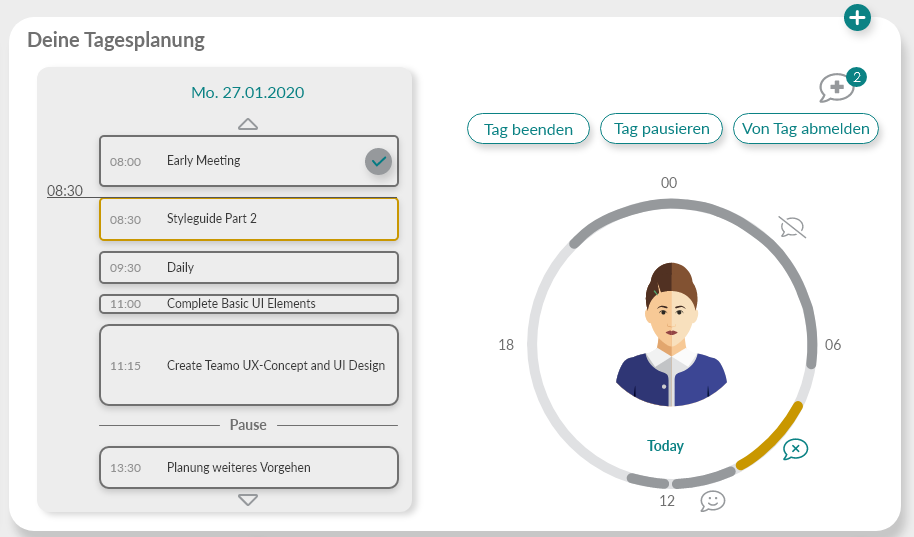 Deine Tagesplanung
Mo. 27.01.2020
08:00 Early Meeting
08:30
08:30 Styleguide Part 2
09:30 Daily
11:00 Complete Basic UI Elements
11:15 Create Teamo UX-Concept and UI Design
Pause
13:30 Planung weiteres Vorgehen
2
Tag beenden
Tag pausieren
Von Tag abmelden
00
18
06
Today
12